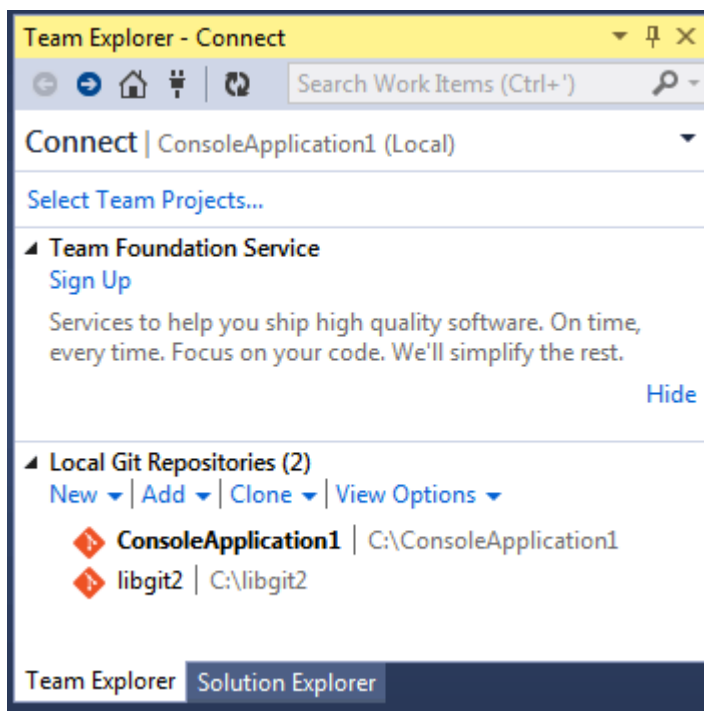 Team Explorer - Connect
Search Work Items (Ctrl+')
Connect | ConsoleApplication1 (Local)
Select Team Projects...
Team Foundation Service
Sign Up
Services to help you ship high quality software. On time,
every time. Focus on your code. We'll simplify the rest.
Hide
Local Git Repositories (2)
New | Add | Clone | View Options
ConsoleApplication1 | C:\ConsoleApplication1
libgit2 | C:\libgit2
Team Explorer Solution Explorer